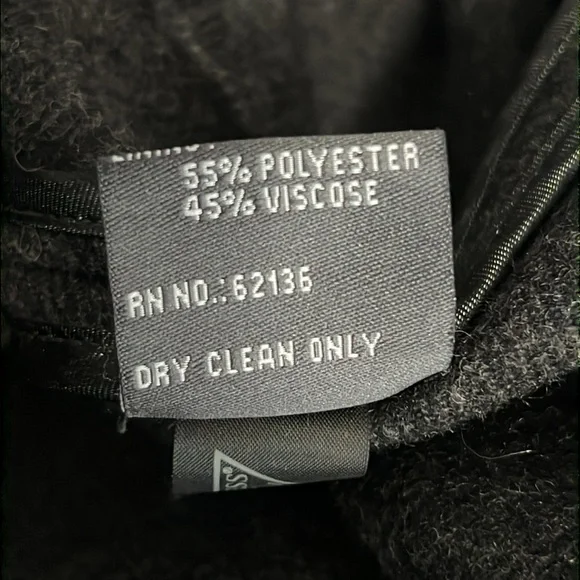 55% POLYESTER
45% VISCOSE
RN NO.:62136
DRY CLEAN ONLY